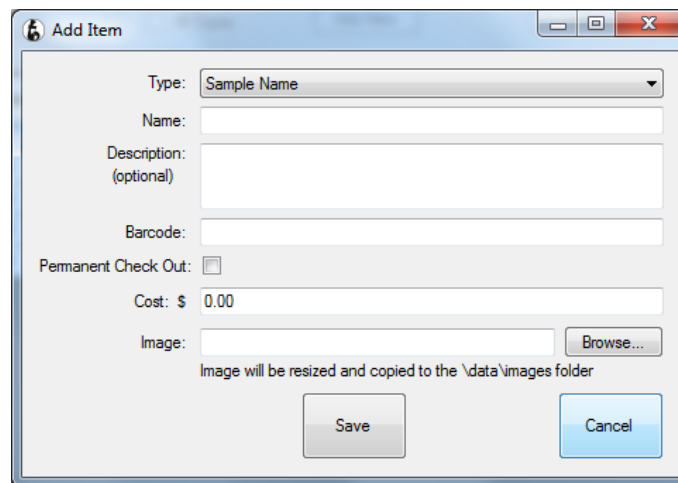 Add Item
Type: Sample Name
Name:
Description:
(optional)
Barcode:
Permanent Check Out:
Cost: $ 0.00
Image: Browse...
Image will be resized and copied to the \data\images folder
Save Cancel